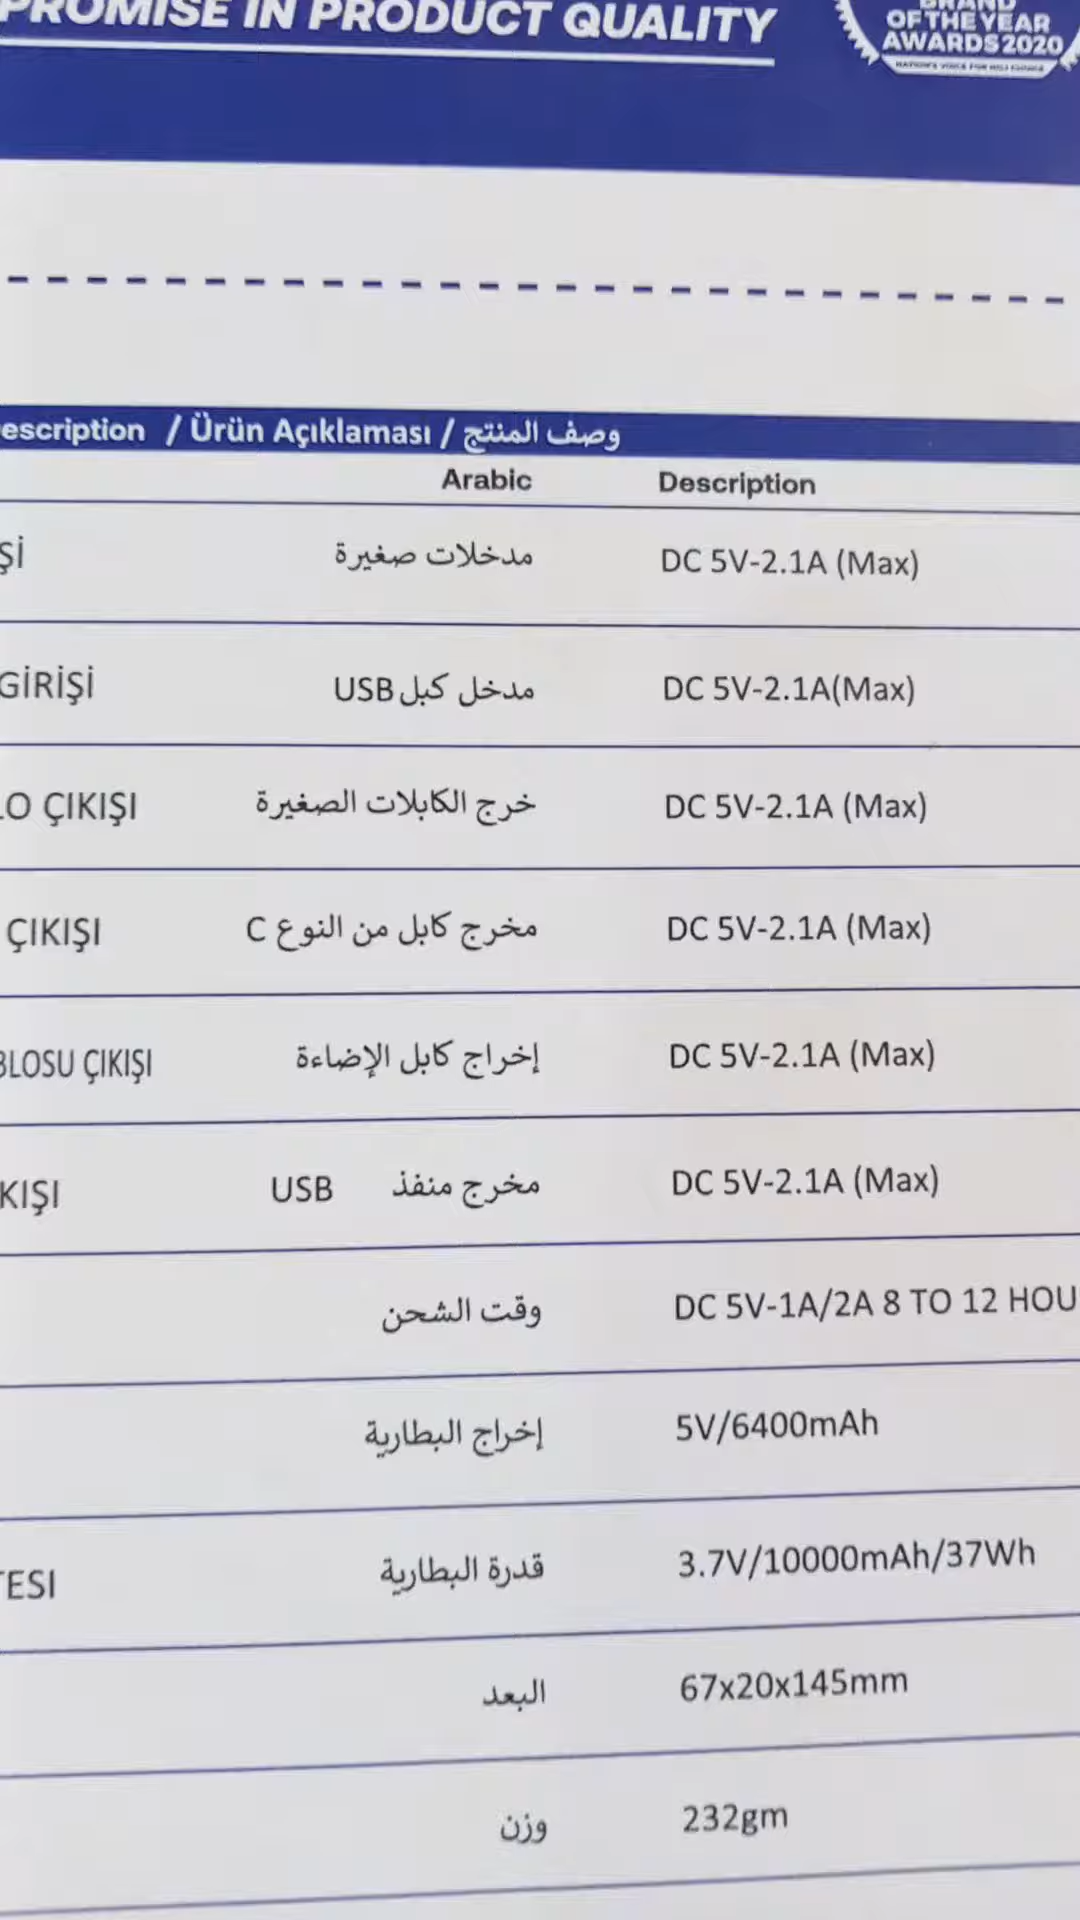 PROMISE IN PRODUCT QUALITY
BRAND
OF THE YEAR
AWARDS 2020
escription / Ürün Açıklaması / وصف المنتج
Arabic Description
Şİ مدخلات صغيرة DC 5V-2.1A (Max)
GİRİŞİ مدخل كبل USB DC 5V-2.1A(Max)
LO ÇIKIŞI خرج الكابلات الصغيرة DC 5V-2.1A (Max)
ÇIKIŞI مخرج كابل من النوع C DC 5V-2.1A (Max)
BLOSU ÇIKIŞI إخراج كابل الإضاءة DC 5V-2.1A (Max)
KIŞI مخرج منفذ USB DC 5V-2.1A (Max)
وقت الشحن DC 5V-1A/2A 8 TO 12 HOU
إخراج البطارية 5V/6400mAh
TESI قدرة البطارية 3.7V/10000mAh/37Wh
البعد 67x20x145mm
وزن 232gm